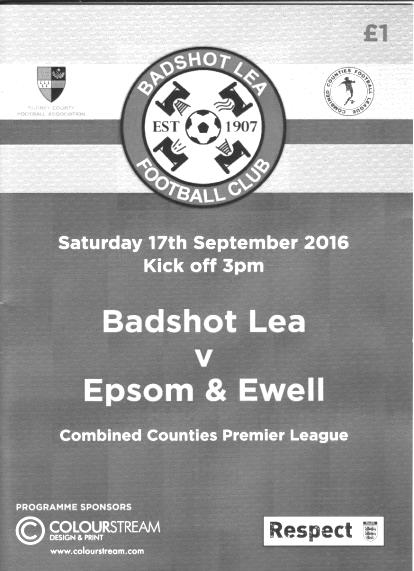 £1
SURREY COUNTY
FOOTBALL ASSOCIATION
COMBINED COUNTIES FOOTBALL LEAGUE
BADSHOT LEA
EST 1907
FOOTBALL CLUB
Saturday 17th September 2016
Kick off 3pm
Badshot Lea
v
Epsom & Ewell
Combined Counties Premier League
PROGRAMME SPONSORS
COLOURSTREAM
DESIGN & PRINT
www.colourstream.com
Respect